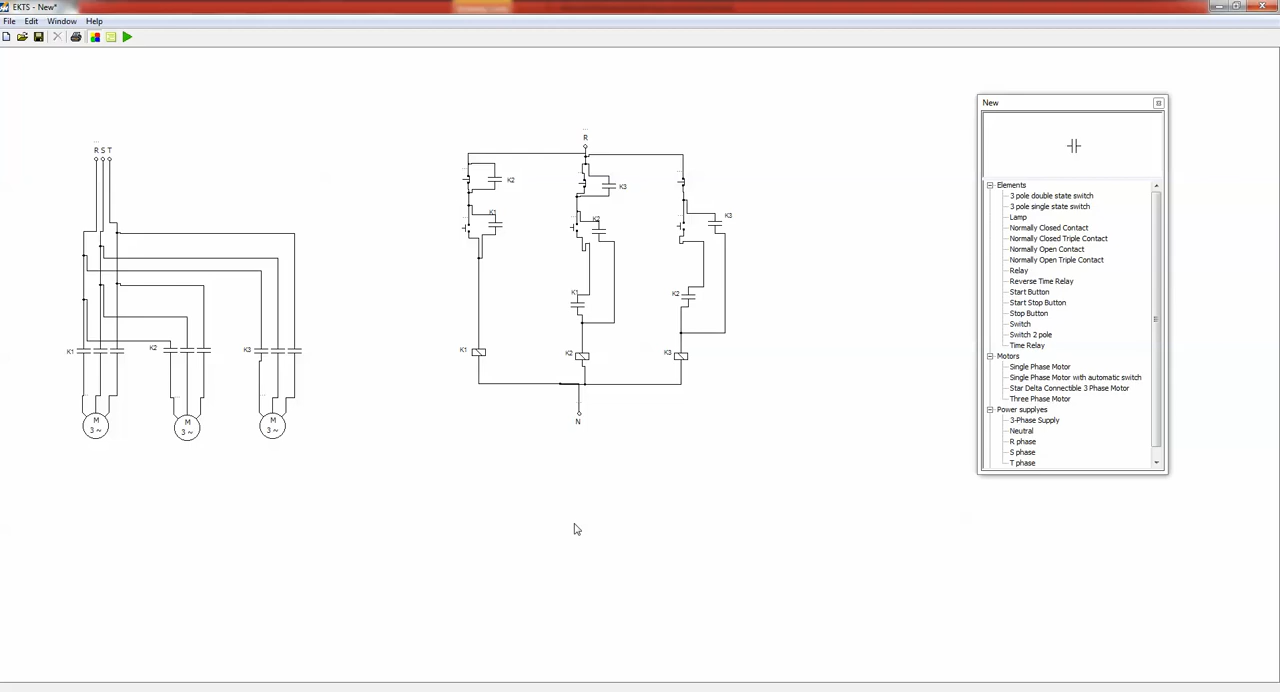 EKTS - New*
File Edit Window Help
New
Elements
3 pole double state switch
3 pole single state switch
Lamp
Normally Closed Contact
Normally Closed Triple Contact
Normally Open Contact
Normally Open Triple Contact
Relay
Reverse Time Relay
Start Button
Start Stop Button
Stop Button
Switch
Switch 2 pole
Time Relay
Motors
Single Phase Motor
Single Phase Motor with automatic switch
Star Delta Connectible 3 Phase Motor
Three Phase Motor
Power supplyes
3-Phase Supply
Neutral
R phase
S phase
T phase
R S T
K1 K2 K3
M
3 ~
M
3 ~
M
3 ~
R
K2 K3
K1 K2 K3
K1 K2
K1 K2 K3
N